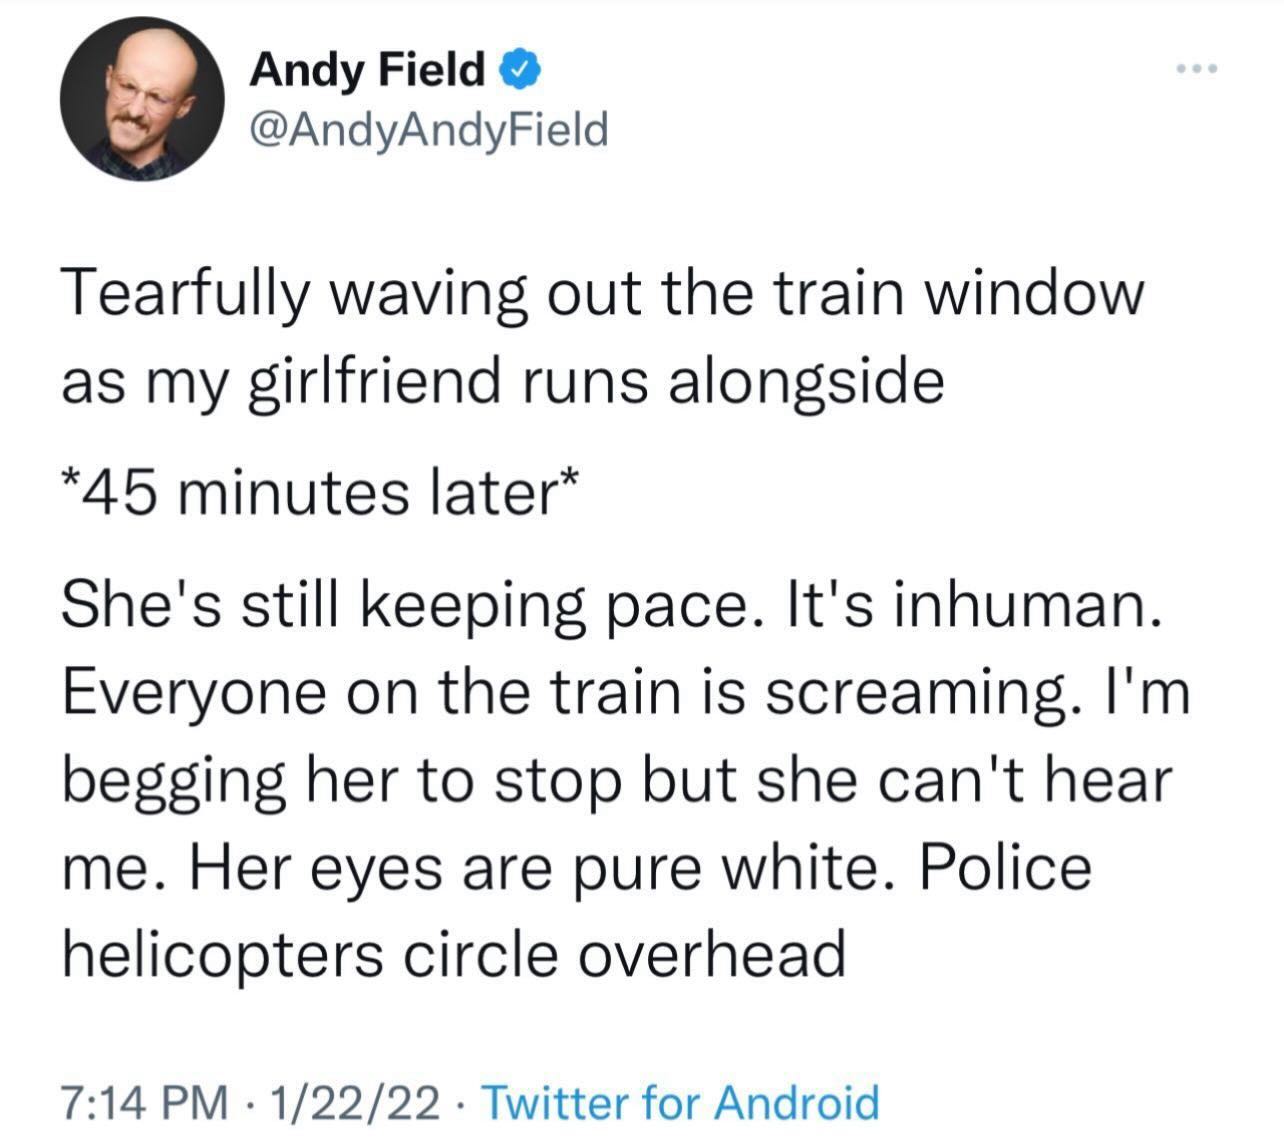 Andy Field
@AndyAndyField
Tearfully waving out the train window
as my girlfriend runs alongside
*45 minutes later*
She's still keeping pace. It's inhuman.
Everyone on the train is screaming. I'm
begging her to stop but she can't hear
me. Her eyes are pure white. Police
helicopters circle overhead
7:14 PM · 1/22/22 · Twitter for Android